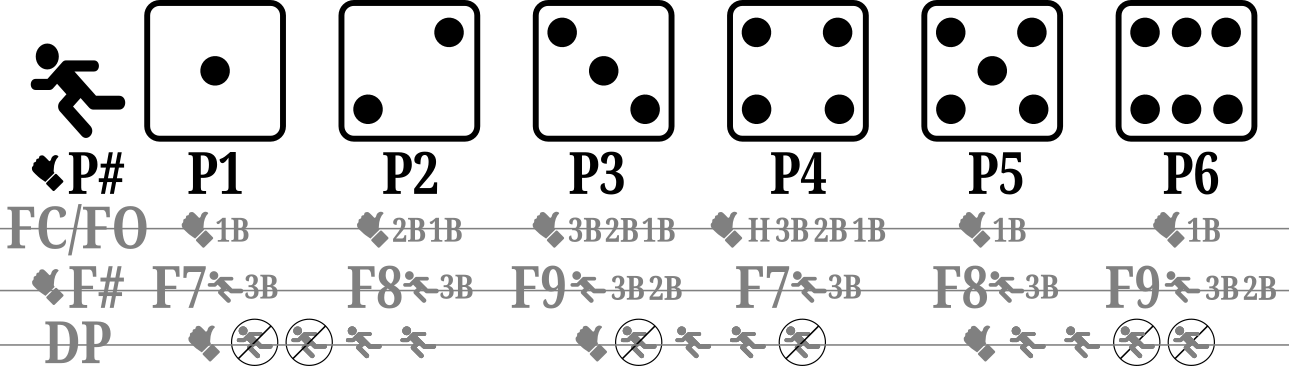 P# P1 P2 P3 P4 P5 P6
FC/FO 1B 2B 1B 3B 2B 1B H 3B 2B 1B 1B 1B
F# F7 3B F8 3B F9 3B 2B F7 3B F8 3B F9 3B 2B
DP